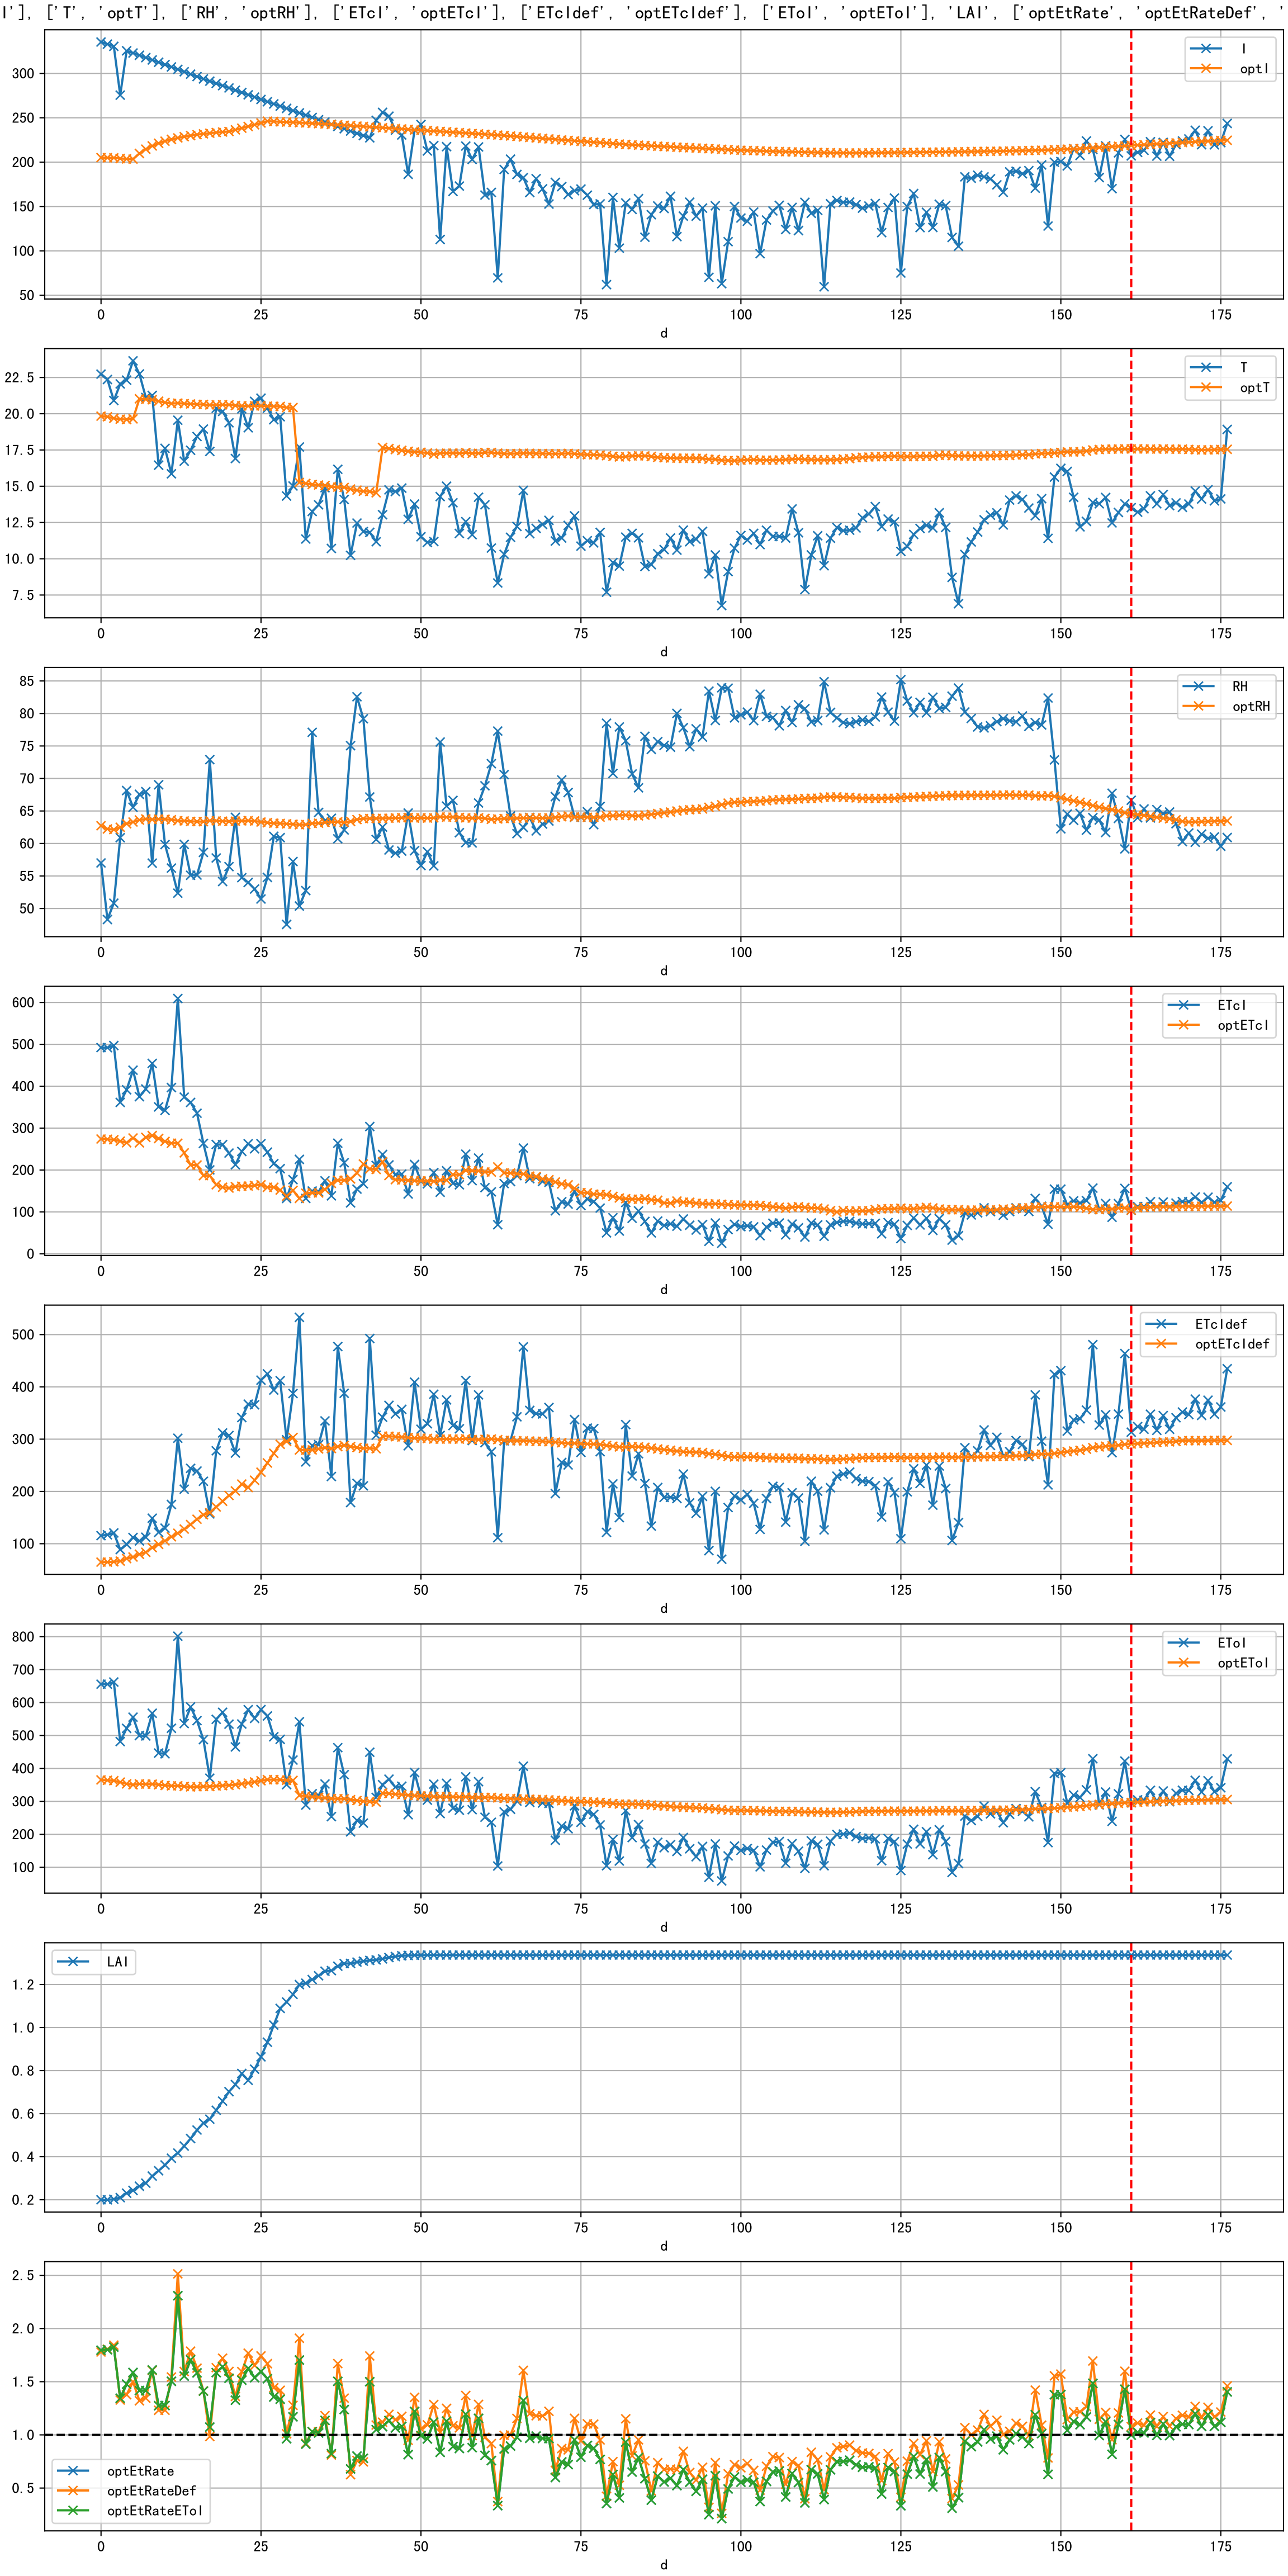 I'], ['T', 'optT'], ['RH', 'optRH'], ['ETcI', 'optETcI'], ['ETcIdef', 'optETcIdef'], ['EToI', 'optEToI'], 'LAI', ['optEtRate', 'optEtRateDef', '
I
optI
300
250
200
150
100
50
0 25 50 75 100 125 150 175
d
T
optT
22.5
20.0
17.5
15.0
12.5
10.0
7.5
0 25 50 75 100 125 150 175
d
RH
optRH
85
80
75
70
65
60
55
50
0 25 50 75 100 125 150 175
d
ETcI
optETcI
600
500
400
300
200
100
0
0 25 50 75 100 125 150 175
d
ETcIdef
optETcIdef
500
400
300
200
100
0 25 50 75 100 125 150 175
d
EToI
optEToI
800
700
600
500
400
300
200
100
0 25 50 75 100 125 150 175
d
LAI
1.2
1.0
0.8
0.6
0.4
0.2
0 25 50 75 100 125 150 175
d
2.5
2.0
1.5
1.0
0.5
optEtRate
optEtRateDef
optEtRateEToI
0 25 50 75 100 125 150 175
d